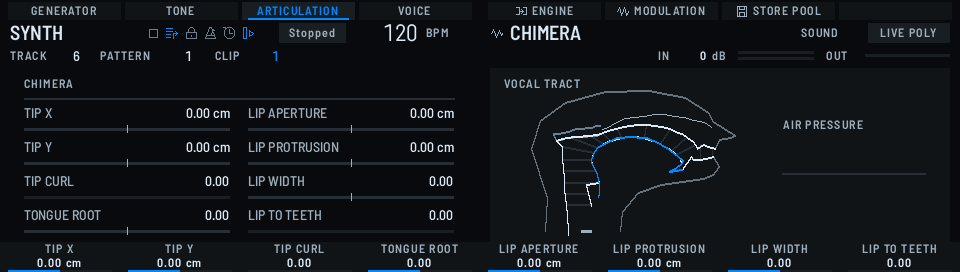 GENERATOR TONE ARTICULATION VOICE ENGINE MODULATION STORE POOL
SYNTH Stopped 120 BPM CHIMERA SOUND LIVE POLY
TRACK 6 PATTERN 1 CLIP 1 IN 0 dB OUT
CHIMERA VOCAL TRACT
TIP X 0.00 cm LIP APERTURE 0.00 cm
AIR PRESSURE
TIP Y 0.00 cm LIP PROTRUSION 0.00 cm
TIP CURL 0.00 LIP WIDTH 0.00
TONGUE ROOT 0.00 LIP TO TEETH 0.00
TIP X TIP Y TIP CURL TONGUE ROOT LIP APERTURE LIP PROTRUSION LIP WIDTH LIP TO TEETH
0.00 cm 0.00 cm 0.00 0.00 0.00 cm 0.00 cm 0.00 0.00